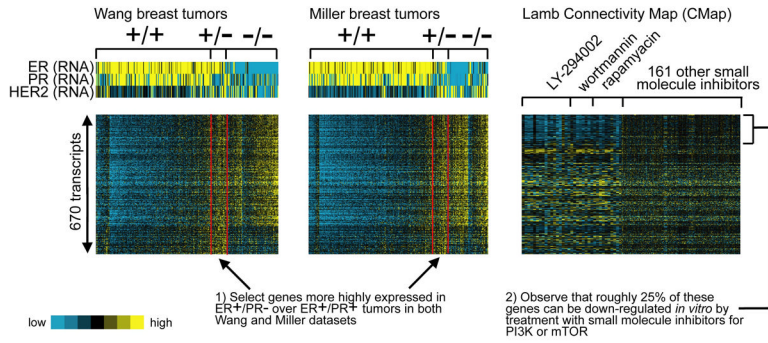 Wang breast tumors
Miller breast tumors
Lamb Connectivity Map (CMap)
+/+ +/- -/-
+/+ +/- -/-
LY-294002
wortmannin
rapamyacin
161 other small
molecule inhibitors
ER (RNA)
PR (RNA)
HER2 (RNA)
670 transcripts
1) Select genes more highly expressed in
ER+/PR- over ER+/PR+ tumors in both
Wang and Miller datasets
2) Observe that roughly 25% of these
genes can be down-regulated in vitro by
treatment with small molecule inhibitors for
PI3K or mTOR
low high